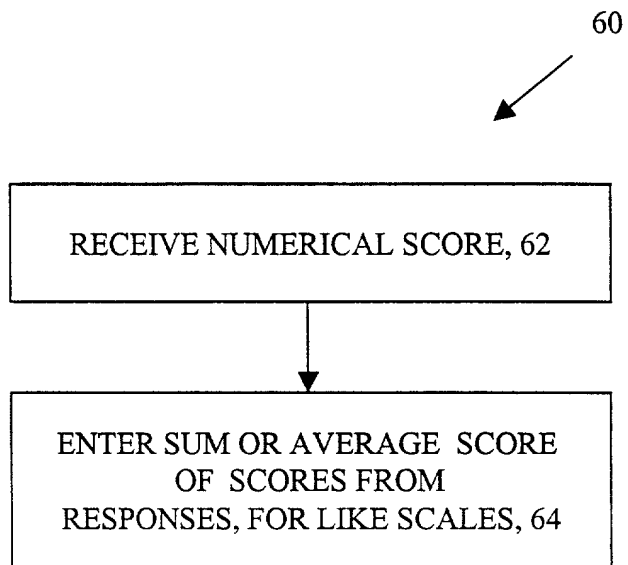 60
RECEIVE NUMERICAL SCORE, 62
ENTER SUM OR AVERAGE SCORE
OF SCORES FROM
RESPONSES, FOR LIKE SCALES, 64